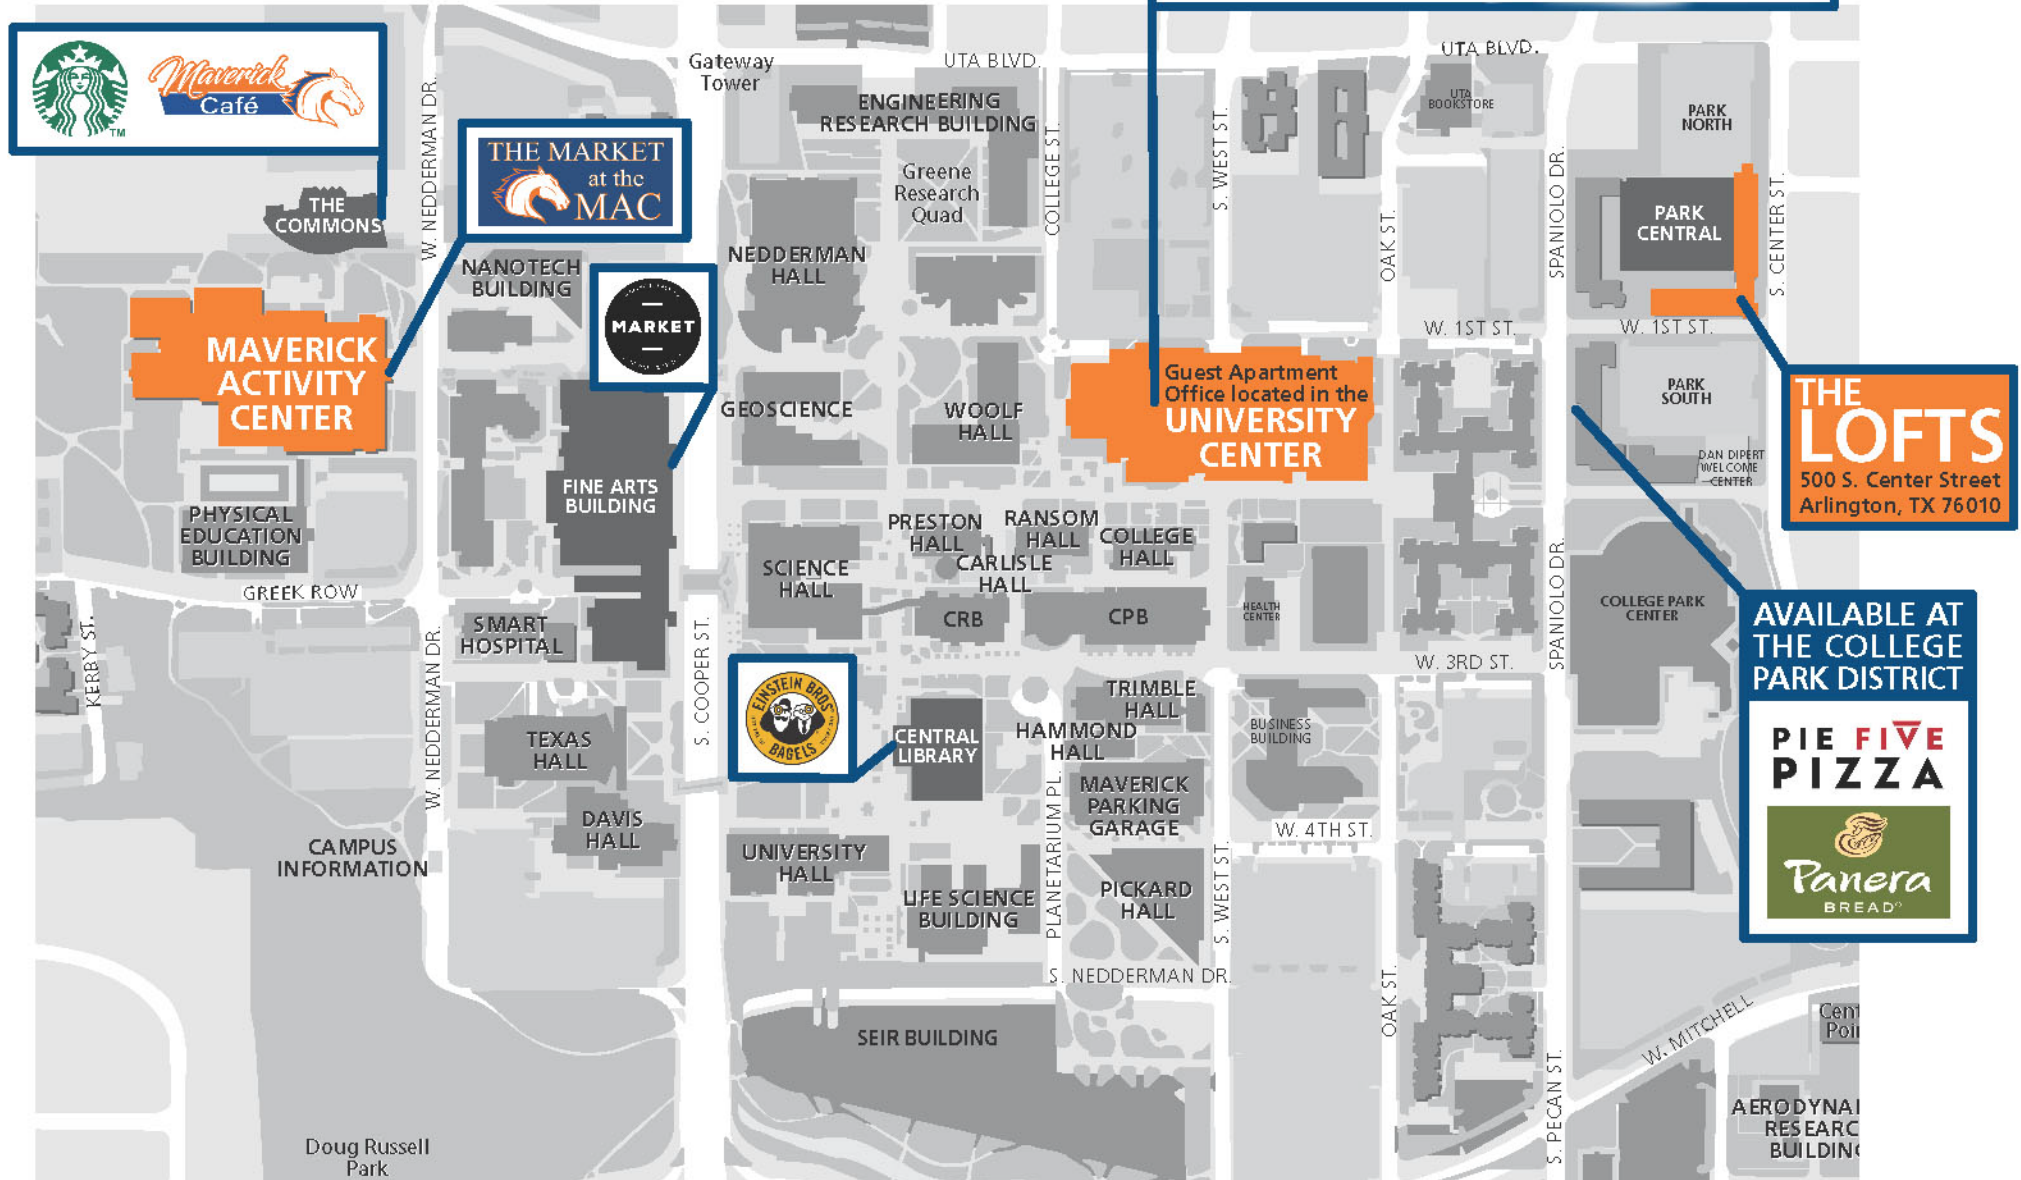 Maverick
Café
TM
THE MARKET
at the
MAC
MARKET
Gateway
Tower
UTA BLVD.
UTA BLVD.
ENGINEERING
RESEARCH BUILDING
Greene
Research
Quad
UTA
BOOKSTORE
PARK
NORTH
THE
COMMONS
W. NEDDERMAN DR.
W. NEDDERMAN DR.
COLLEGE ST.
S. WEST ST.
OAK ST.
SPANIOLO DR.
S. CENTER ST.
PARK
CENTRAL
NANOTECH
BUILDING
NEDDERMAN
HALL
W. 1ST ST.
W. 1ST ST.
MAVERICK
ACTIVITY
CENTER
GEOSCIENCE
WOOLF
HALL
Guest Apartment
Office located in the
UNIVERSITY
CENTER
PARK
SOUTH
DAN DIPERT
WELCOME
CENTER
THE
LOFTS
500 S. Center Street
Arlington, TX 76010
FINE ARTS
BUILDING
PHYSICAL
EDUCATION
BUILDING
PRESTON
HALL
RANSOM
HALL
CARLISLE
HALL
COLLEGE
HALL
SCIENCE
HALL
GREEK ROW
KERBY ST.
SMART
HOSPITAL
S. COOPER ST.
CRB
CPB
HEALTH
CENTER
SPANIOLO DR.
COLLEGE PARK
CENTER
W. 3RD ST.
AVAILABLE AT
THE COLLEGE
PARK DISTRICT
PIE FIVE
PIZZA
Panera
BREAD
EINSTEIN BROS
BAGELS
CENTRAL
LIBRARY
TRIMBLE
HALL
HAMMOND
HALL
BUSINESS
BUILDING
TEXAS
HALL
W. NEDDERMAN DR.
DAVIS
HALL
MAVERICK
PARKING
GARAGE
PLANETARIUM PL.
W. 4TH ST.
CAMPUS
INFORMATION
UNIVERSITY
HALL
LIFE SCIENCE
BUILDING
PICKARD
HALL
S. WEST ST.
S. NEDDERMAN DR.
OAK ST.
SEIR BUILDING
W. MITCHELL
S. PECAN ST.
Cent
Poi
AERODYNA
RESEARC
BUILDING
Doug Russell
Park